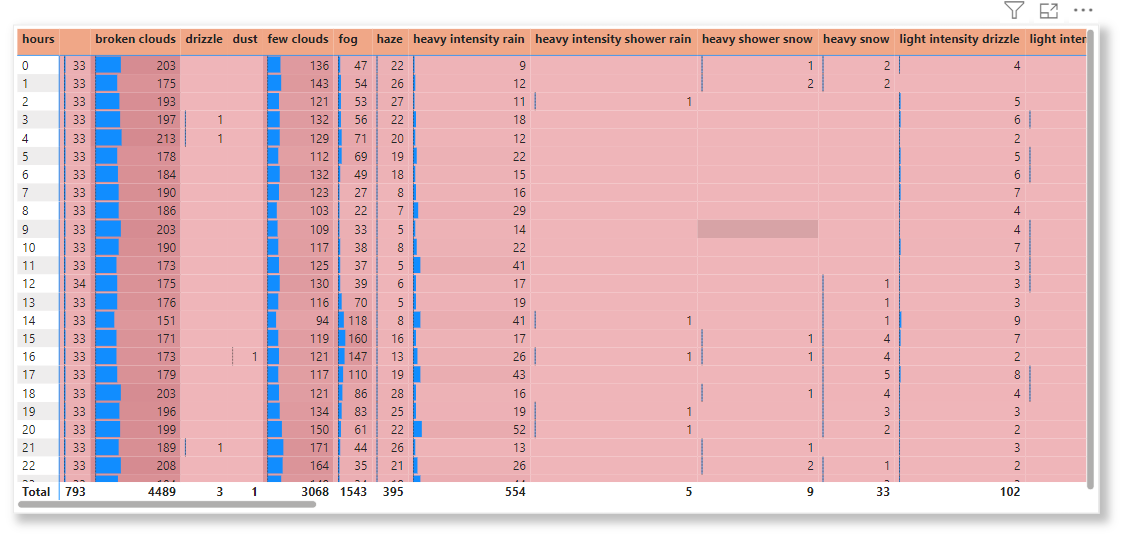 hours broken clouds drizzle dust few clouds fog haze heavy intensity rain heavy intensity shower rain heavy shower snow heavy snow light intensity drizzle light inter
0 33 203 136 47 22 9 1 2 4
1 33 175 143 54 26 12 2 2
2 33 193 121 53 27 11 1 5
3 33 197 1 132 56 22 18 6
4 33 213 1 129 71 20 12 2
5 33 178 112 69 19 22 5
6 33 184 132 49 18 15 6
7 33 190 123 27 8 16 7
8 33 186 103 22 7 29 4
9 33 203 109 33 5 14 4
10 33 190 117 38 8 22 7
11 33 173 125 37 5 41 3
12 34 175 130 39 6 17 1 3
13 33 176 116 70 5 19 1 3
14 33 151 94 118 8 41 1 1 9
15 33 171 119 160 16 17 1 4 7
16 33 173 1 121 147 13 26 1 1 4 2
17 33 179 117 110 19 43 5 8
18 33 203 121 86 28 16 1 4 4
19 33 196 134 83 25 19 1 3 3
20 33 199 150 61 22 52 1 2 2
21 33 189 1 171 44 26 13 1 3
22 33 208 164 35 21 26 2 1 2
Total 793 4489 3 1 3068 1543 395 554 5 9 33 102